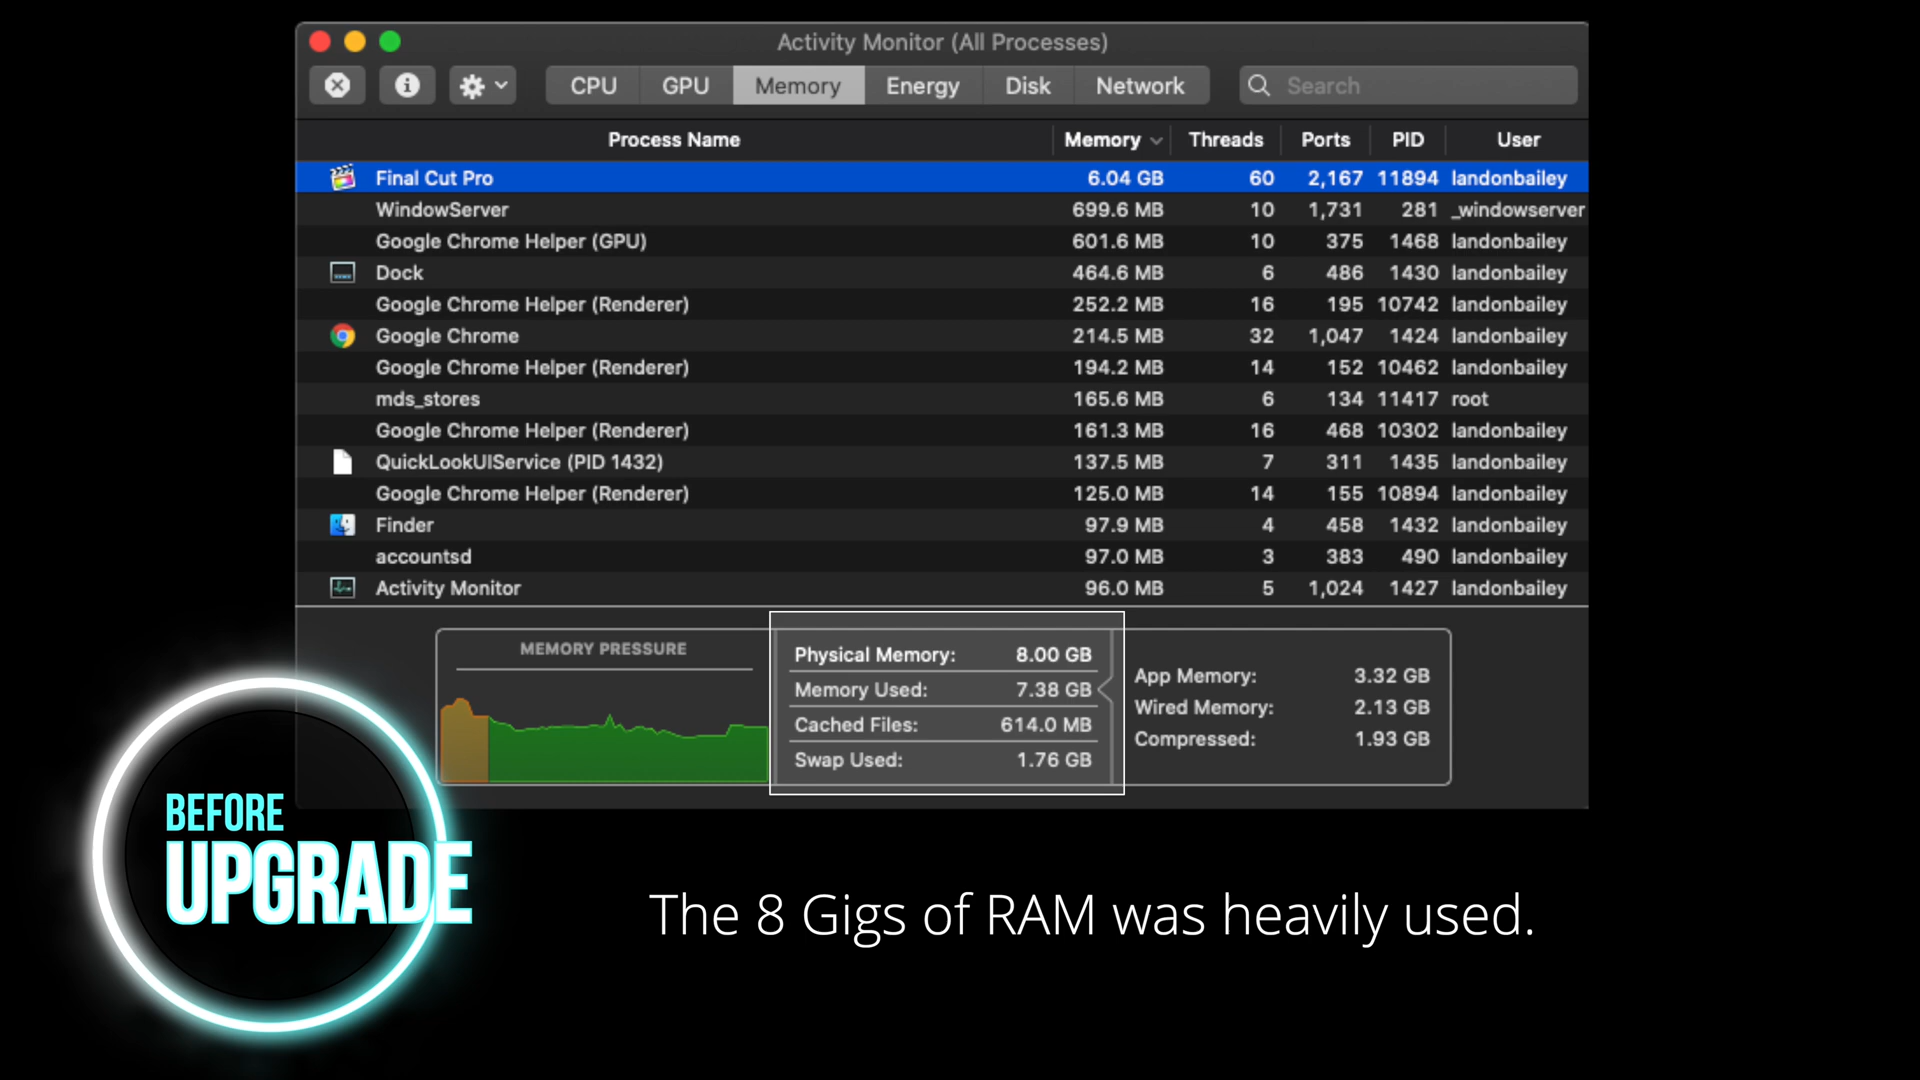 Activity Monitor (All Processes)
CPU GPU Memory Energy Disk Network Search
Process Name Memory Threads Ports PID User
Final Cut Pro 6.04 GB 60 2,167 11894 landonbailey
WindowServer 699.6 MB 10 1,731 281 _windowserver
Google Chrome Helper (GPU) 601.6 MB 10 375 1468 landonbailey
Dock 464.6 MB 6 486 1430 landonbailey
Google Chrome Helper (Renderer) 252.2 MB 16 195 10742 landonbailey
Google Chrome 214.5 MB 32 1,047 1424 landonbailey
Google Chrome Helper (Renderer) 194.2 MB 14 152 10462 landonbailey
mds_stores 165.6 MB 6 134 11417 root
Google Chrome Helper (Renderer) 161.3 MB 16 468 10302 landonbailey
QuickLookUIService (PID 1432) 137.5 MB 7 311 1435 landonbailey
Google Chrome Helper (Renderer) 125.0 MB 14 155 10894 landonbailey
Finder 97.9 MB 4 458 1432 landonbailey
accountsd 97.0 MB 3 383 490 landonbailey
Activity Monitor 96.0 MB 5 1,024 1427 landonbailey
MEMORY PRESSURE
Physical Memory: 8.00 GB
Memory Used: 7.38 GB
Cached Files: 614.0 MB
Swap Used: 1.76 GB
App Memory: 3.32 GB
Wired Memory: 2.13 GB
Compressed: 1.93 GB
BEFORE
UPGRADE
The 8 Gigs of RAM was heavily used.